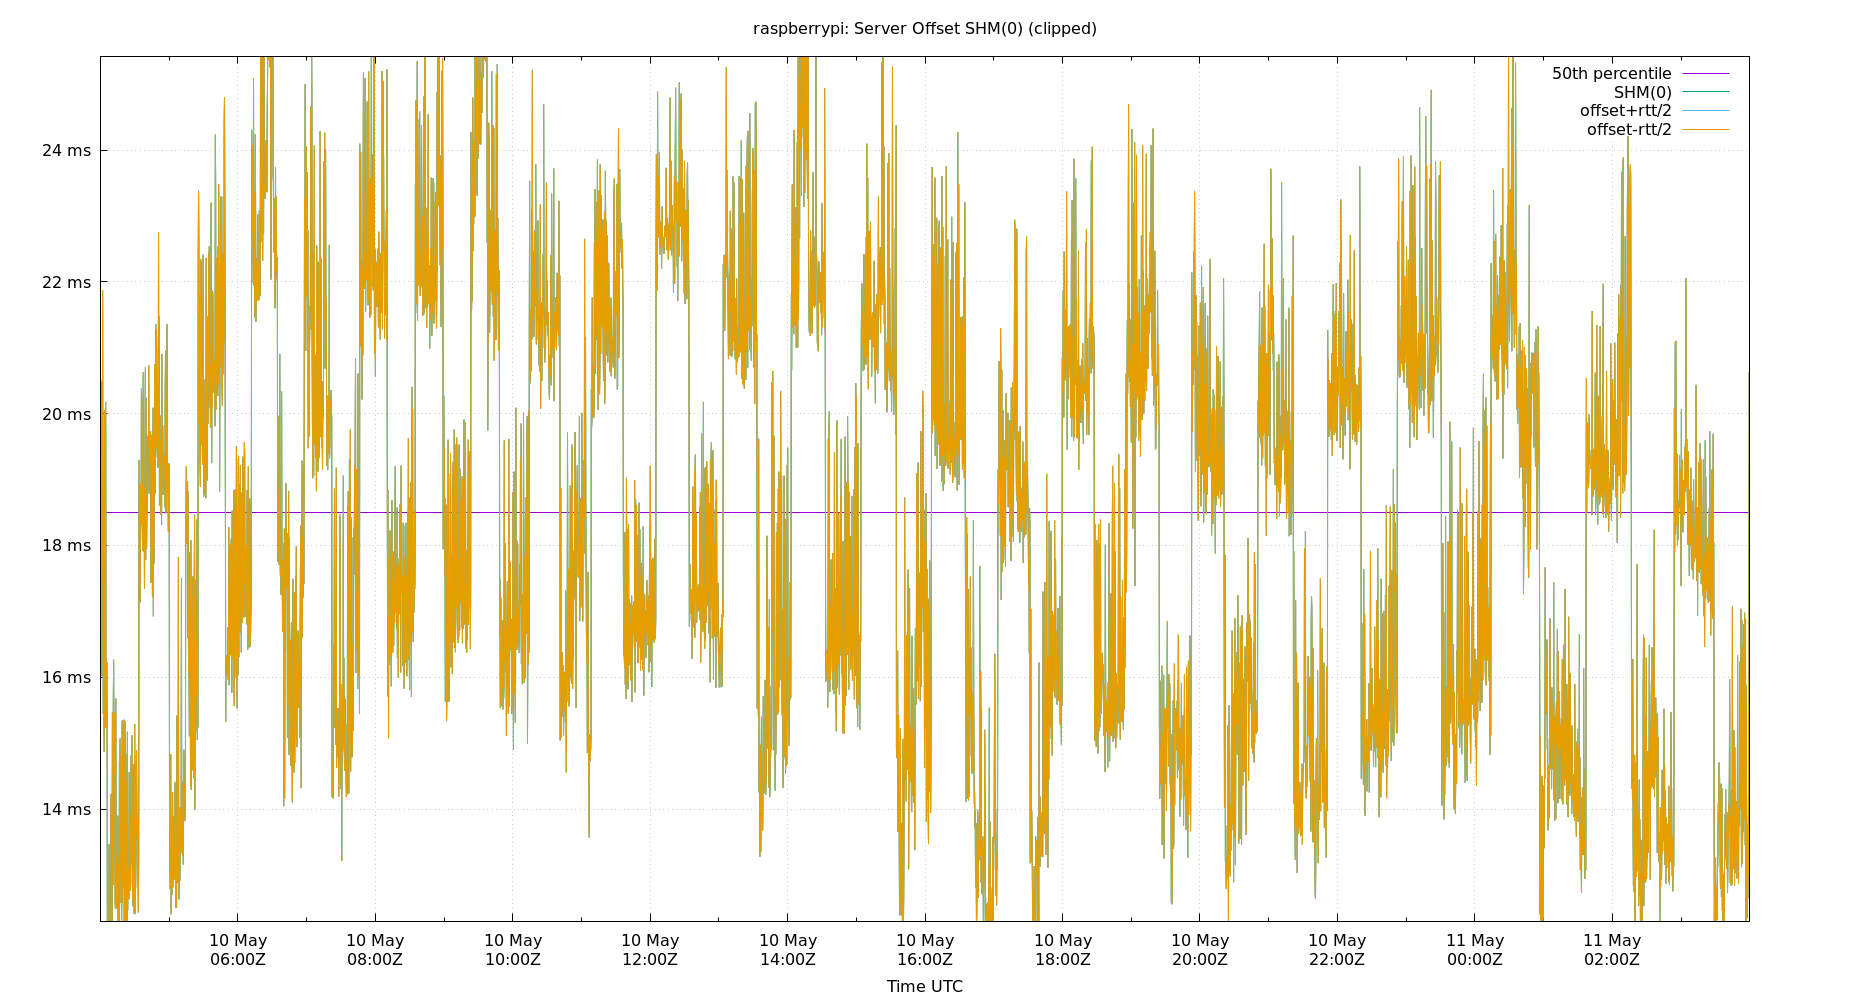 raspberrypi: Server Offset SHM(0) (clipped)
50th percentile
SHM(0)
offset+rtt/2
offset-rtt/2
24 ms
22 ms
20 ms
18 ms
16 ms
14 ms
10 May 10 May 10 May 10 May 10 May 10 May 10 May 10 May 10 May 11 May 11 May
06:00Z 08:00Z 10:00Z 12:00Z 14:00Z 16:00Z 18:00Z 20:00Z 22:00Z 00:00Z 02:00Z
Time UTC